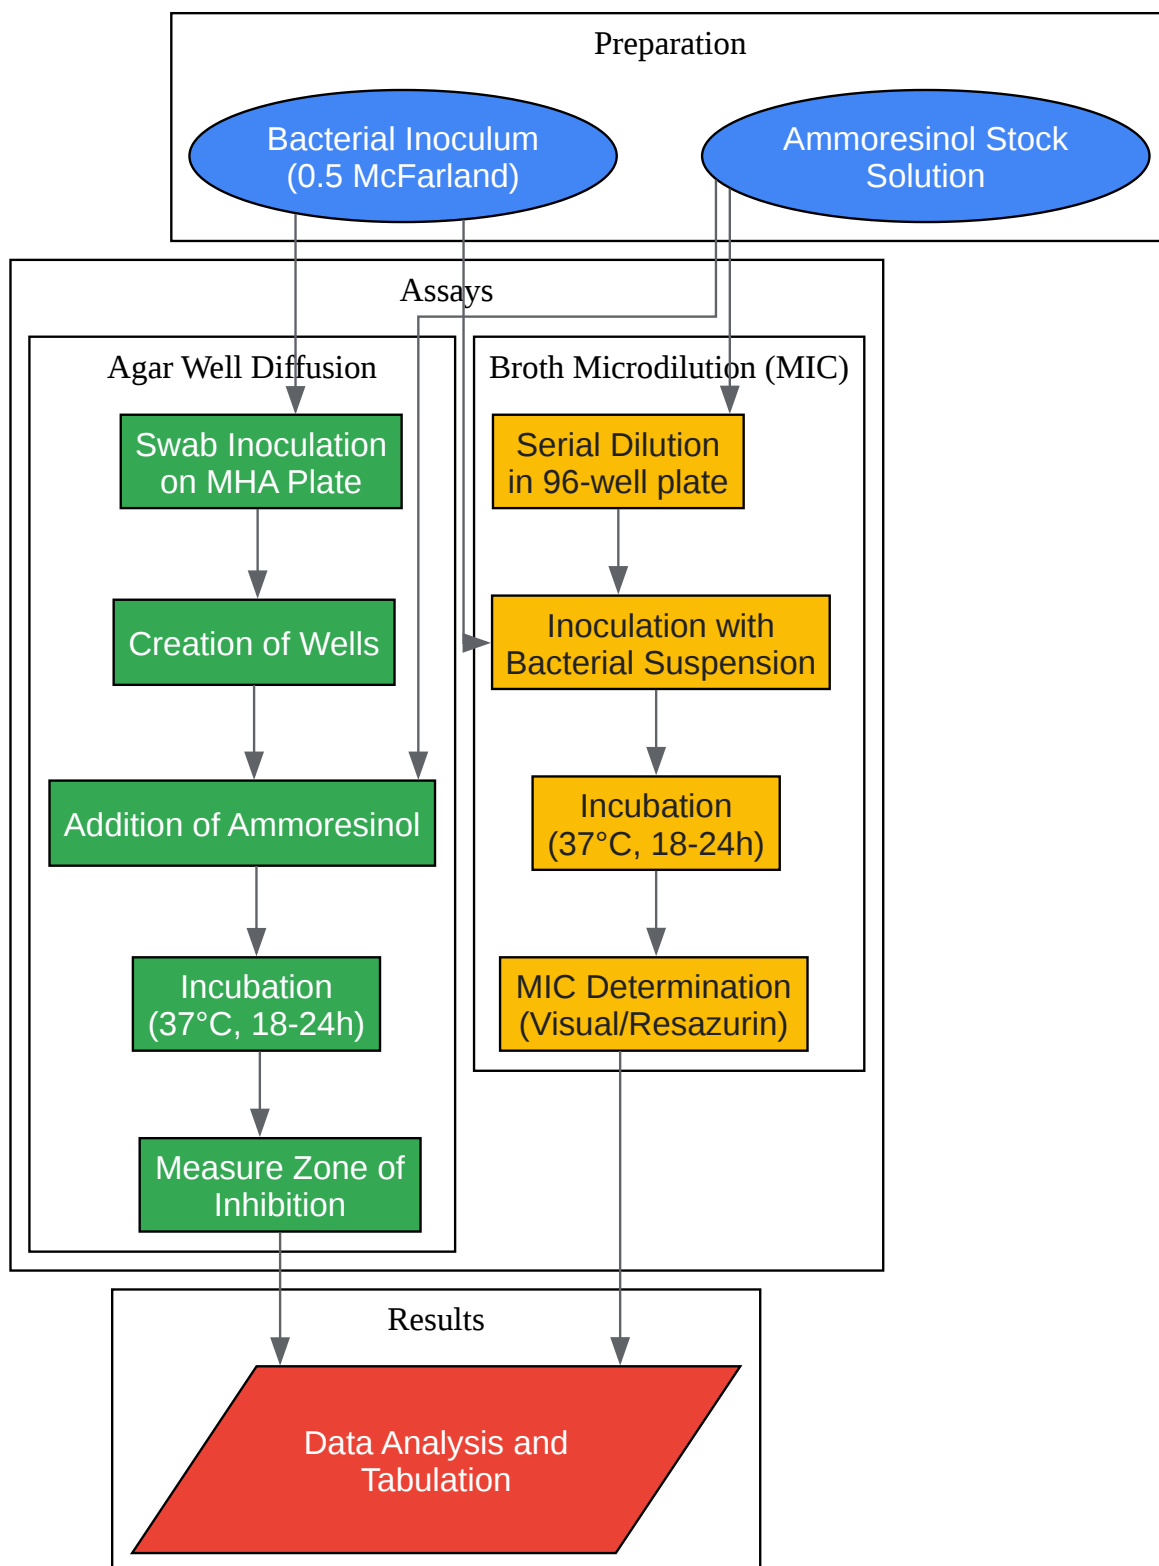 Preparation
Bacterial Inoculum
(0.5 McFarland)
Ammoresinol Stock
Solution
Assays
Agar Well Diffusion
Swab Inoculation
on MHA Plate
Creation of Wells
Addition of Ammoresinol
Incubation
(37°C, 18-24h)
Measure Zone of
Inhibition
Broth Microdilution (MIC)
Serial Dilution
in 96-well plate
Inoculation with
Bacterial Suspension
Incubation
(37°C, 18-24h)
MIC Determination
(Visual/Resazurin)
Results
Data Analysis and
Tabulation